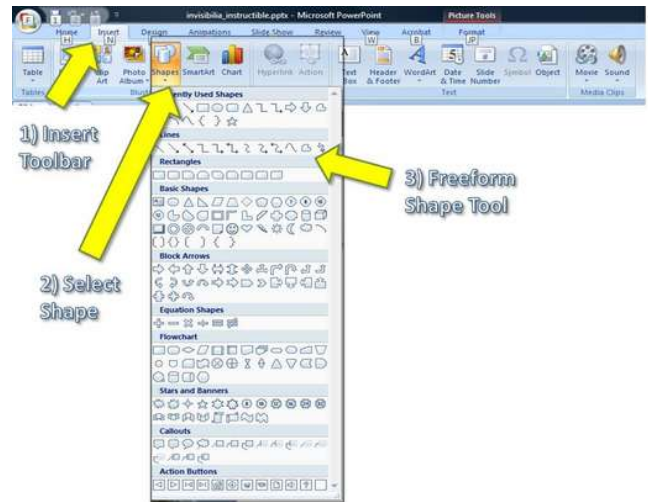 invisibilia_instructible.pptx - Microsoft PowerPoint
Picture Tools
Home Insert Design Animations Slide Show Review View Acrobat Format
H N W B JP
Table Photo Album Shapes SmartArt Chart Hyperlink Action Text Box Header & Footer WordArt Date & Time Slide Number Symbol Object Movie Sound
Art
Tables Text Media Clips
Used Shapes
Lines
Rectangles
Basic Shapes
Block Arrows
Equation Shapes
Flowchart
Stars and Banners
Callouts
Action Buttons
1) Insert
Toolbar
2) Select
Shape
3) Freeform
Shape Tool